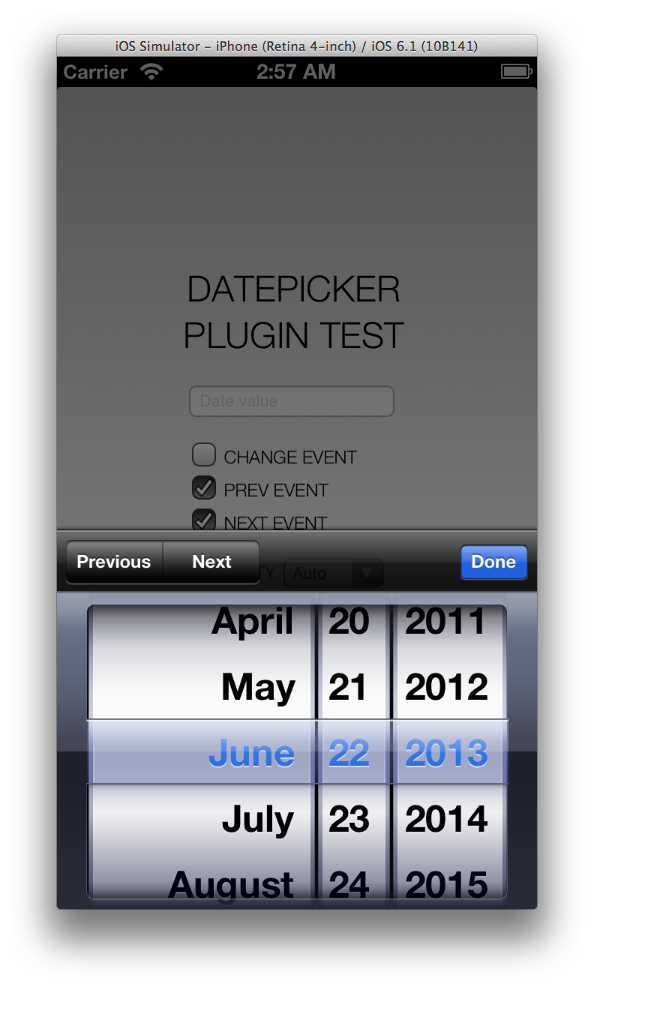 iOS Simulator – iPhone (Retina 4-inch) / iOS 6.1 (10B141)
Carrier 2:57 AM
DATEPICKER
PLUGIN TEST
Date value
CHANGE EVENT
PREV EVENT
NEXT EVENT
Previous Next TY Auto Done
April 20 2011
May 21 2012
June 22 2013
July 23 2014
August 24 2015